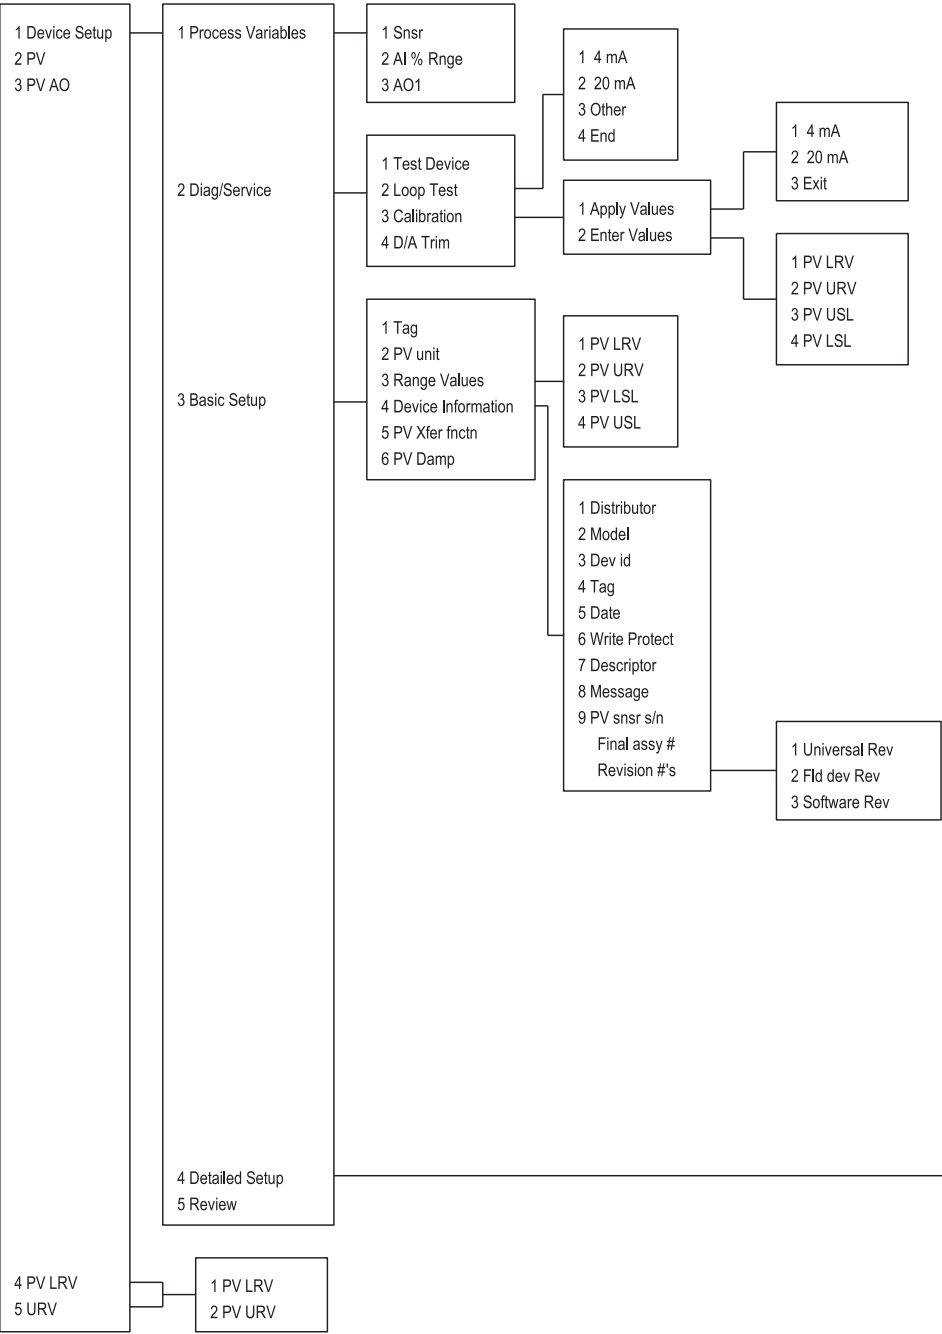 1 Device Setup
2 PV
3 PV AO
4 PV LRV
5 URV
1 Process Variables
2 Diag/Service
3 Basic Setup
4 Detailed Setup
5 Review
1 Snsr
2 AI % Rnge
3 AO1
1 Test Device
2 Loop Test
3 Calibration
4 D/A Trim
1 4 mA
2 20 mA
3 Other
4 End
1 Apply Values
2 Enter Values
1 4 mA
2 20 mA
3 Exit
1 PV LRV
2 PV URV
3 PV USL
4 PV LSL
1 Tag
2 PV unit
3 Range Values
4 Device Information
5 PV Xfer fnctn
6 PV Damp
1 PV LRV
2 PV URV
3 PV LSL
4 PV USL
1 Distributor
2 Model
3 Dev id
4 Tag
5 Date
6 Write Protect
7 Descriptor
8 Message
9 PV snsr s/n
Final assy #
Revision #'s
1 Universal Rev
2 Fld dev Rev
3 Software Rev
1 PV LRV
2 PV URV